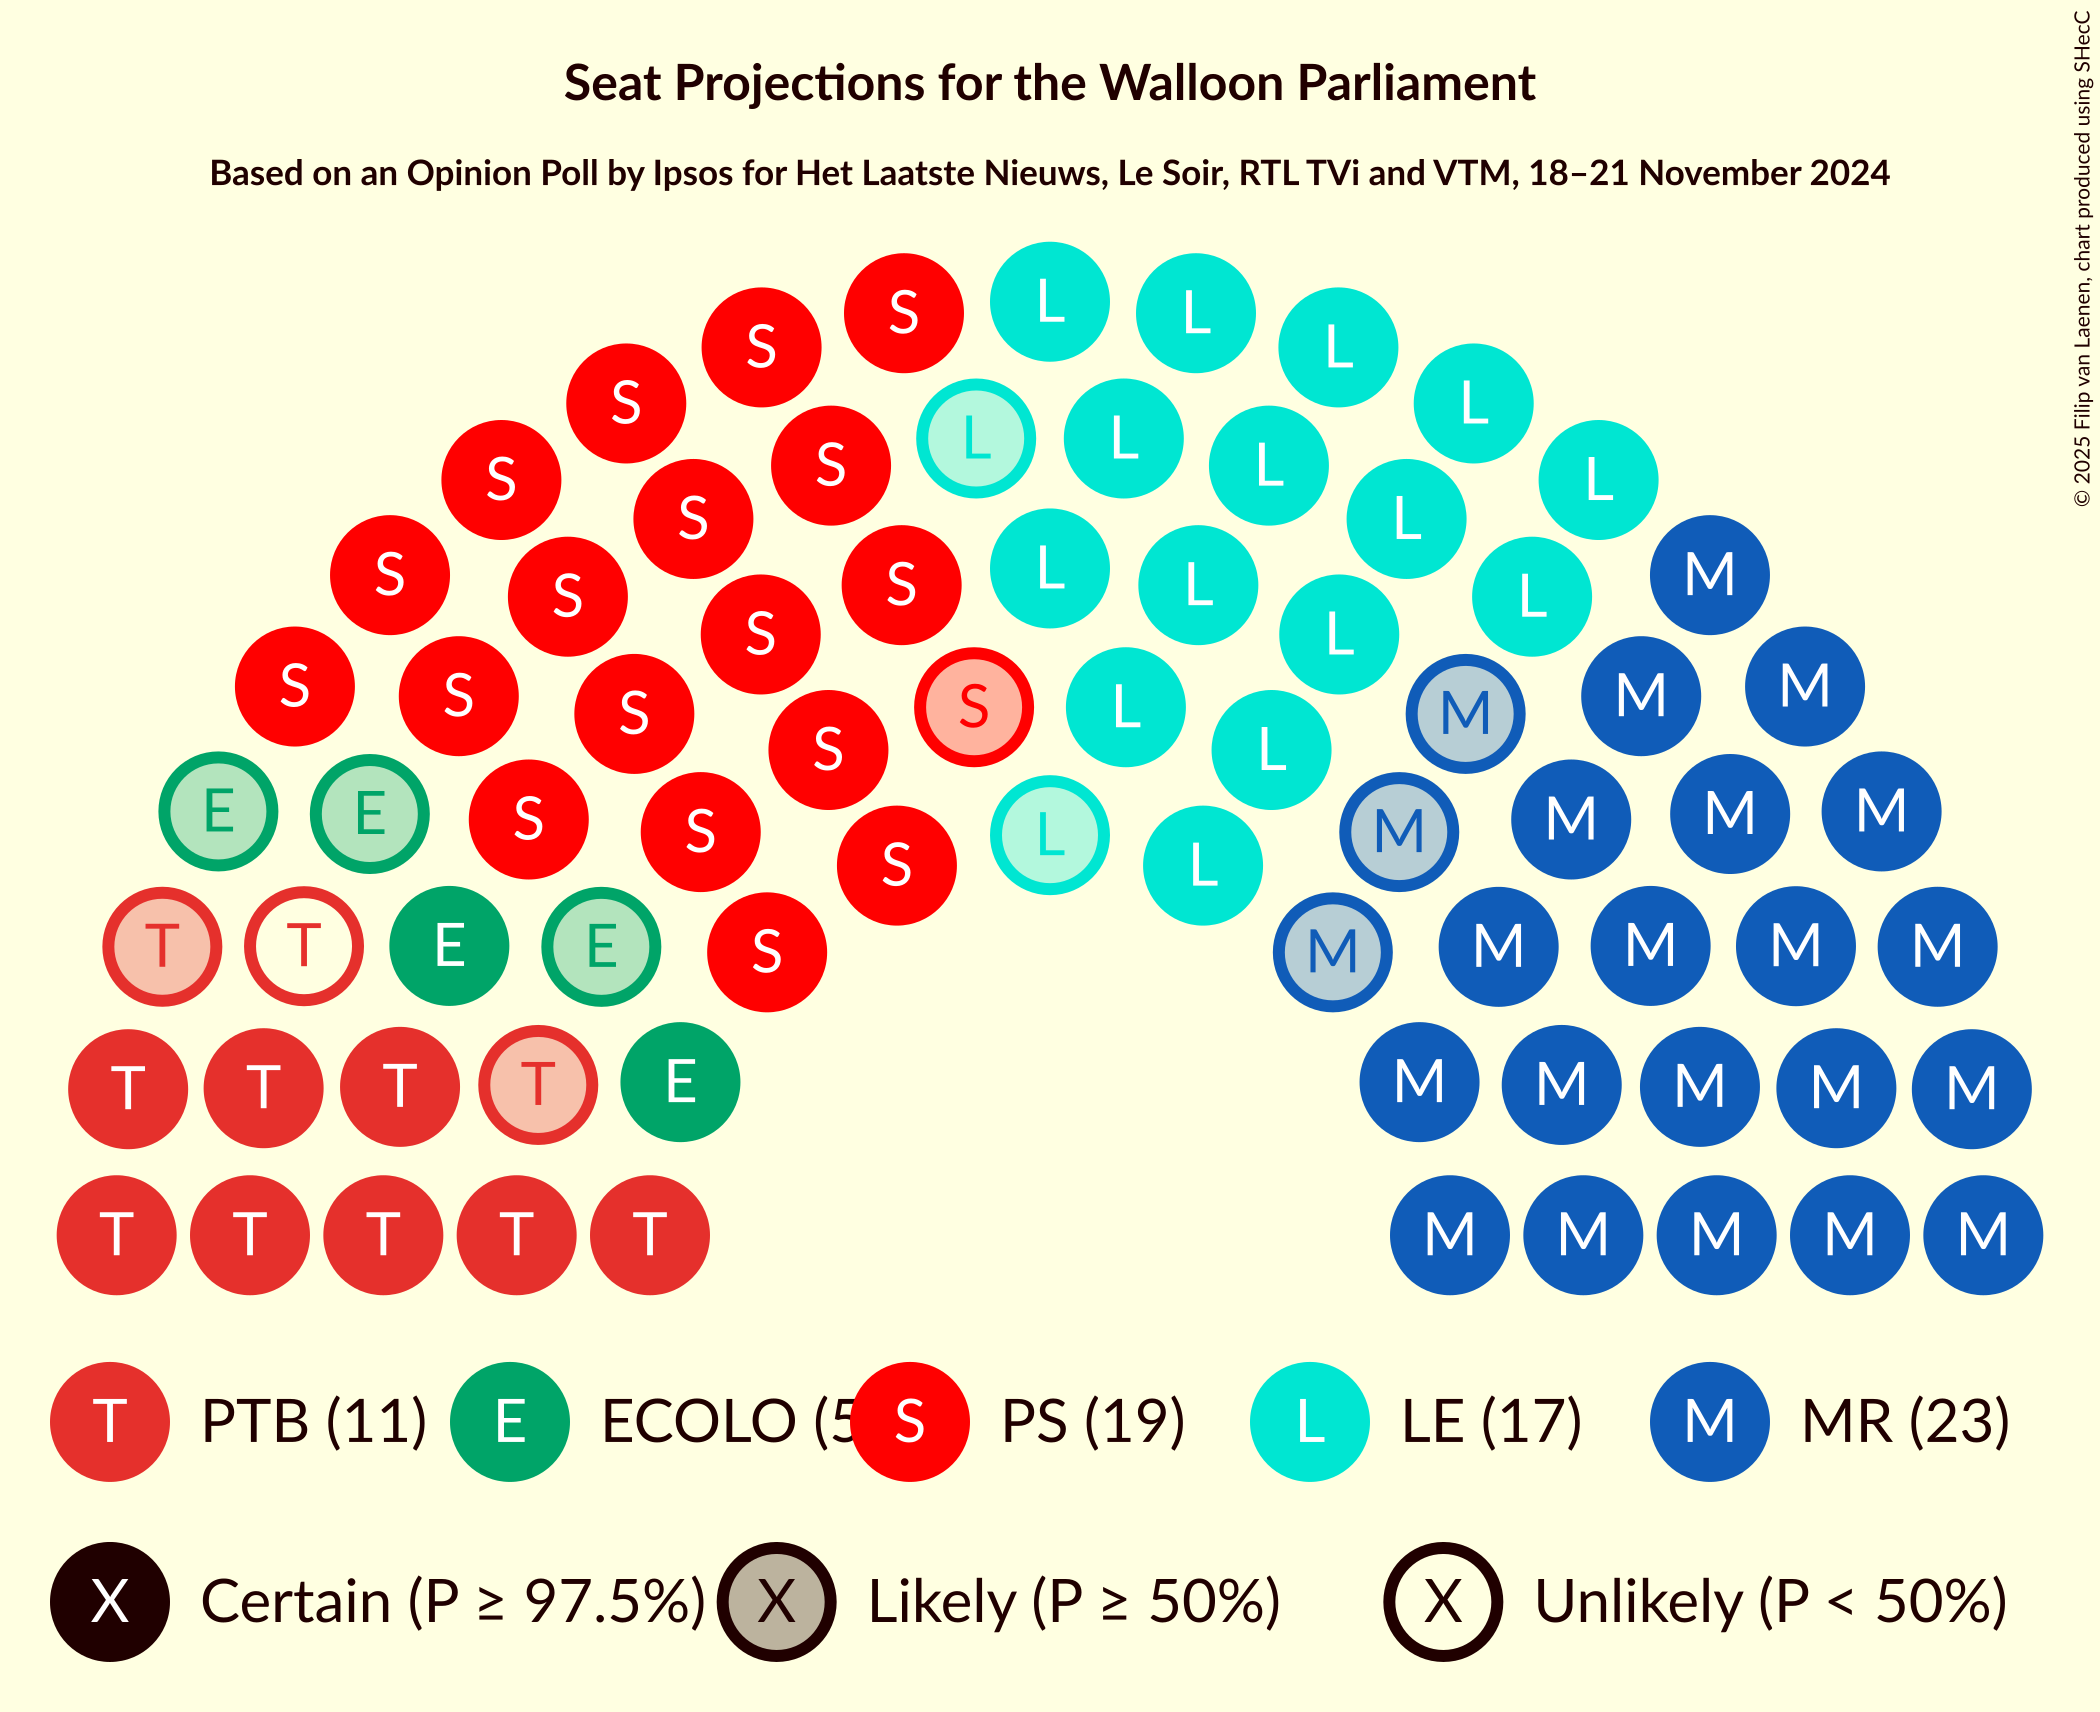 Seat Projections for the Walloon Parliament
Based on an Opinion Poll by Ipsos for Het Laatste Nieuws, Le Soir, RTL TVi and VTM, 18–21 November 2024
© 2025 Filip van Laenen, chart produced using SHecC
S L L
S L
S L
L L
S L
S L
S L
S L
S M
S L L L
S L
S M
S L
S M
S M
S L L
S M
E M
E M
L
S M
S M
S L
T T E E M M M M
S M
T T T T E M M M M M
T T T T T M M M M M
T PTB (11) E ECOLO (5 S PS (19) L LE (17) M MR (23)
X Certain (P ≥ 97.5%) X Likely (P ≥ 50%) X Unlikely (P < 50%)